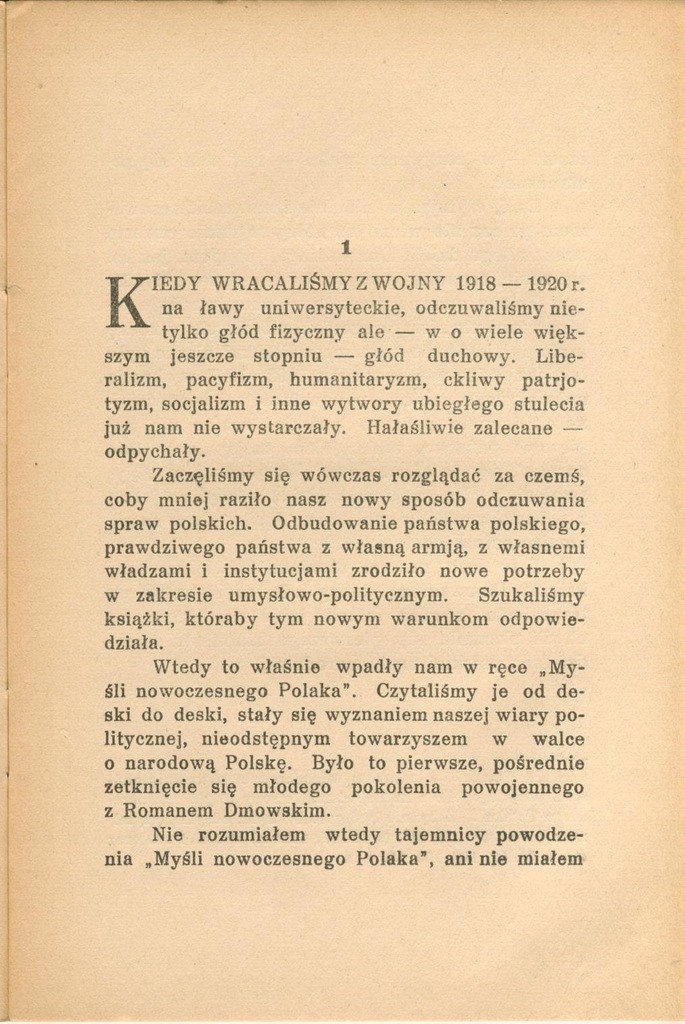 1
KIEDY WRACALIŚMY Z WOJNY 1918 — 1920 r.
na ławy uniwersyteckie, odczuwaliśmy nie-
tylko głód fizyczny ale — w o wiele więk-
szym jeszcze stopniu — głód duchowy. Libe-
ralizm, pacyfizm, humanitaryzm, ckliwy patrjo-
tyzm, socjalizm i inne wytwory ubiegłego stulecia
już nam nie wystarczały. Hałaśliwie zalecane —
odpychały.
Zaczęliśmy się wówczas rozglądać za czemś,
coby mniej raziło nasz nowy sposób odczuwania
spraw polskich. Odbudowanie państwa polskiego,
prawdziwego państwa z własną armją, z własnemi
władzami i instytucjami zrodziło nowe potrzeby
w zakresie umysłowo-politycznym. Szukaliśmy
książki, któraby tym nowym warunkom odpowie-
działa.
Wtedy to właśnie wpadły nam w ręce „My-
śli nowoczesnego Polaka". Czytaliśmy je od de-
ski do deski, stały się wyznaniem naszej wiary po-
litycznej, nieodstępnym towarzyszem w walce
o narodową Polskę. Było to pierwsze, pośrednie
zetknięcie się młodego pokolenia powojennego
z Romanem Dmowskim.
Nie rozumiałem wtedy tajemnicy powodze-
nia „Myśli nowoczesnego Polaka", ani nie miałem